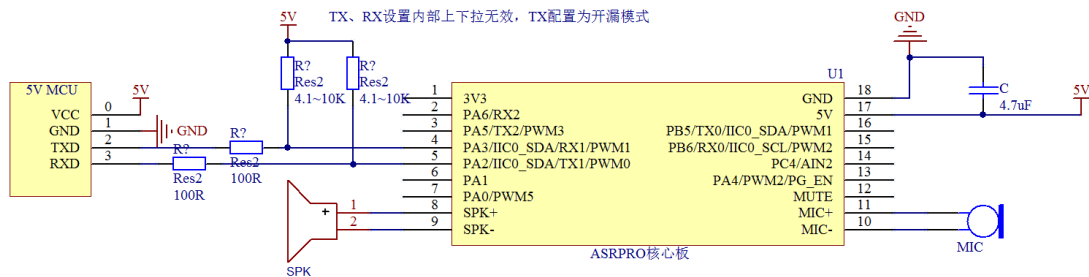 5V
TX、RX设置内部上下拉无效，TX配置为开漏模式
GND
R?
Res2
4.1~10K
R?
Res2
4.1~10K
U1
5V MCU
VCC
GND
TXD
RXD
0
1
2
3
5V
GND
R?
Res2
100R
R?
Res2
100R
1
2
3
4
5
6
7
8
9
3V3
PA6/RX2
PA5/TX2/PWM3
PA3/IIC0_SDA/RX1/PWM1
PA2/IIC0_SDA/TX1/PWM0
PA1
PA0/PWM5
SPK+
SPK-
GND
5V
PB5/TX0/IIC0_SDA/PWM1
PB6/RX0/IIC0_SCL/PWM2
PC4/AIN2
PA4/PWM2/PG_EN
MUTE
MIC+
MIC-
18
17
16
15
14
13
12
11
10
C
4.7uF
5V
+
1
2
SPK
ASRPRO核心板
MIC